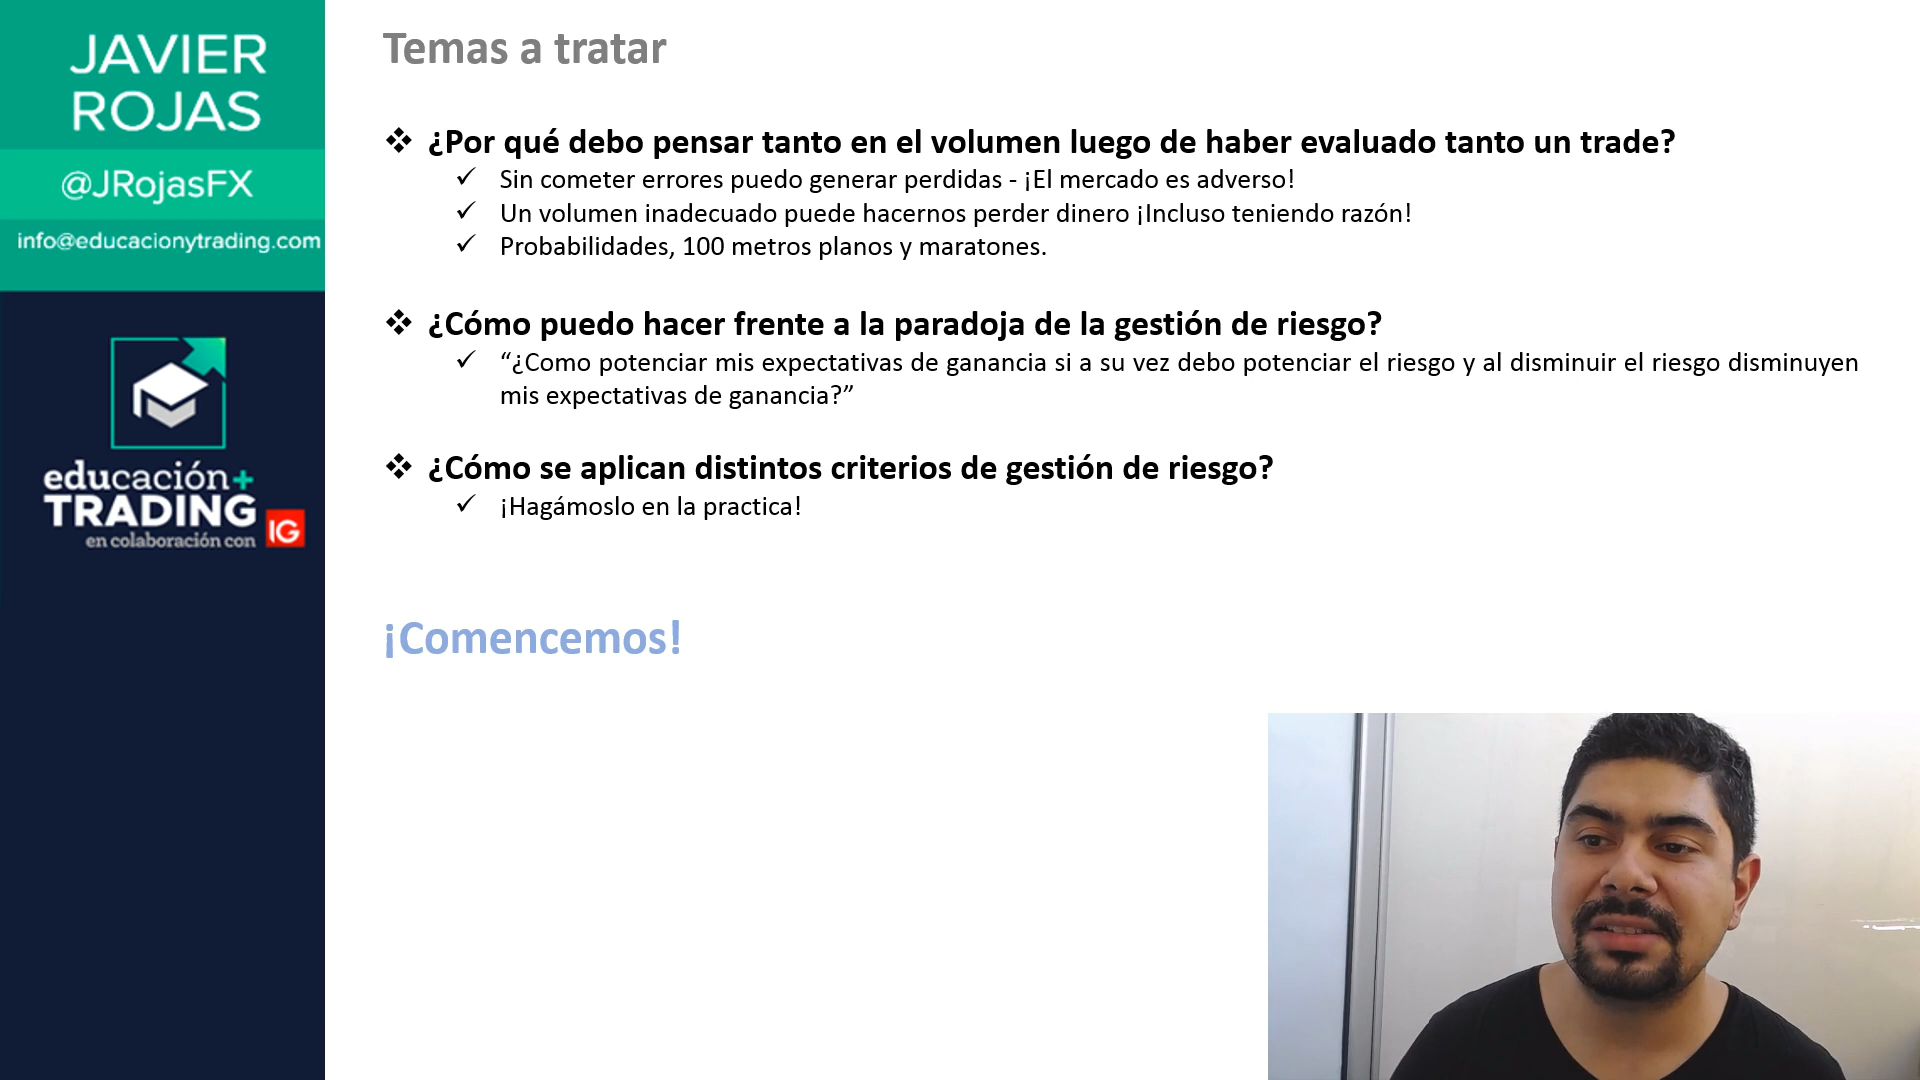 JAVIER
ROJAS
@JRojasFX
info@educacionytrading.com
educación+
TRADING
en colaboración con IG
Temas a tratar
¿Por qué debo pensar tanto en el volumen luego de haber evaluado tanto un trade?
Sin cometer errores puedo generar perdidas - ¡El mercado es adverso!
Un volumen inadecuado puede hacernos perder dinero ¡Incluso teniendo razón!
Probabilidades, 100 metros planos y maratones.
¿Cómo puedo hacer frente a la paradoja de la gestión de riesgo?
“¿Como potenciar mis expectativas de ganancia si a su vez debo potenciar el riesgo y al disminuir el riesgo disminuyen
mis expectativas de ganancia?”
¿Cómo se aplican distintos criterios de gestión de riesgo?
¡Hagámoslo en la practica!
¡Comencemos!